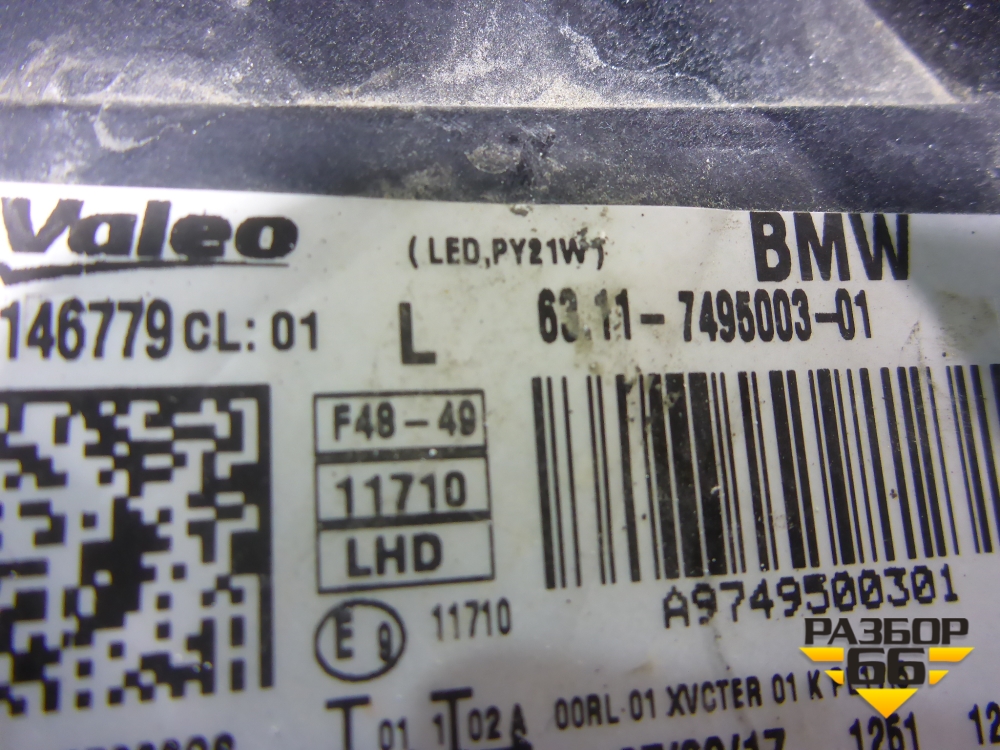 Valeo
(LED,PY21W)
BMW
146779 CL: 01
L
63.11-7495003-01
F48-49
11710
LHD
A9749500301
E 9
11710
РАЗБОР
66
T 01 1T 02 A
00RL 01 XVCTER 01 K
1261